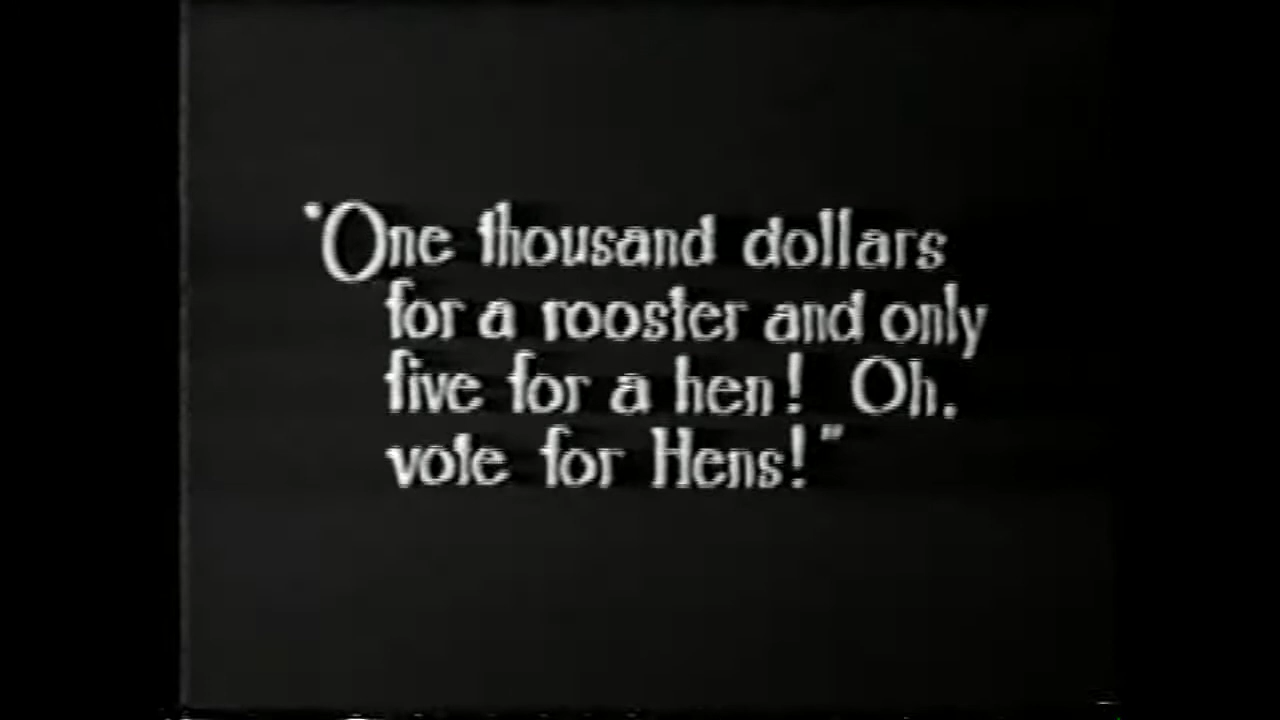 "One thousand dollars
for a rooster and only
five for a hen! Oh.
vote for Hens!"